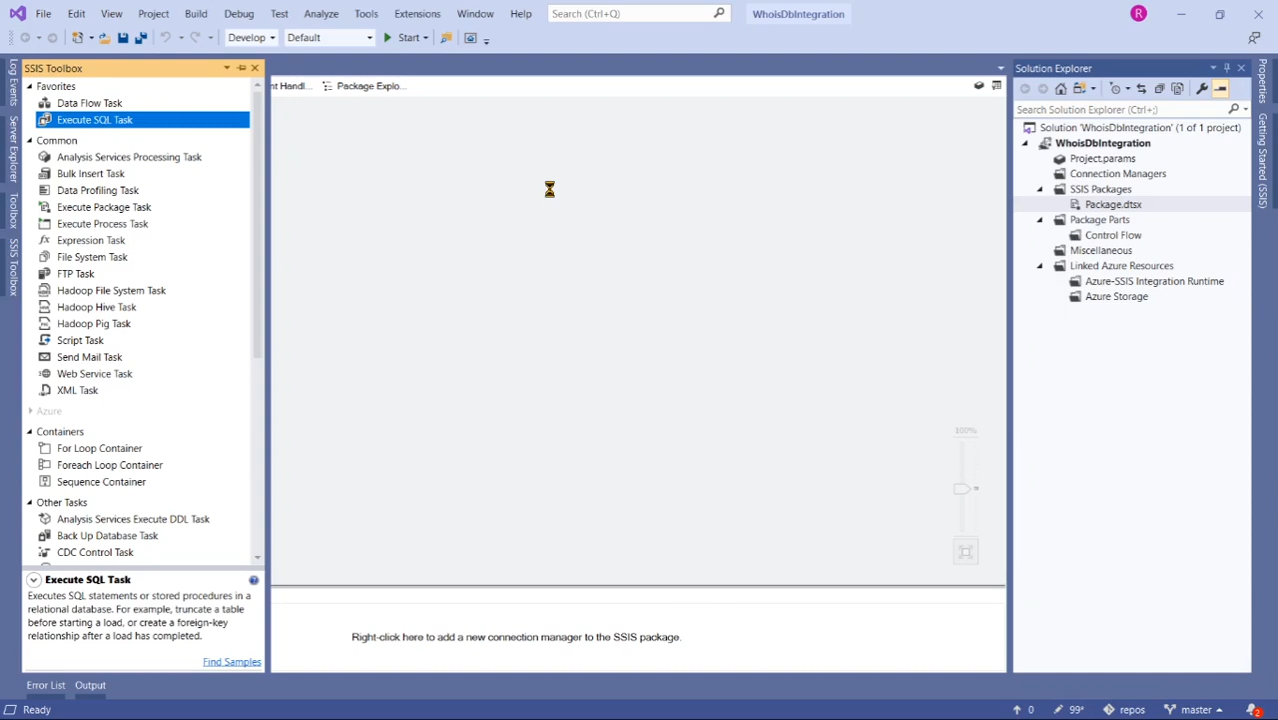 File Edit View Git Project Build Debug Test Analyze Tools Extensions Window Help Search (Ctrl+Q) WhoisDbIntegration R
Develop Default Start
SSIS Toolbox
Favorites
Data Flow Task
Execute SQL Task
Common
Analysis Services Processing Task
Bulk Insert Task
Data Profiling Task
Execute Package Task
Execute Process Task
Expression Task
File System Task
FTP Task
Hadoop File System Task
Hadoop Hive Task
Hadoop Pig Task
Script Task
Send Mail Task
Web Service Task
XML Task
Azure
Containers
For Loop Container
Foreach Loop Container
Sequence Container
Other Tasks
Analysis Services Execute DDL Task
Back Up Database Task
CDC Control Task
Execute SQL Task
Executes SQL statements or stored procedures in a
relational database. For example, truncate a table
before starting a load, or create a foreign-key
relationship after a load has completed.
Find Samples
Log Events
Server Explorer
Toolbox
SSIS Toolbox
nt Handl... Package Explo...
100%
Right-click here to add a new connection manager to the SSIS package.
Solution Explorer
Search Solution Explorer (Ctrl+;)
Solution 'WhoisDbIntegration' (1 of 1 project)
WhoisDbIntegration
Project.params
Connection Managers
SSIS Packages
Package.dtsx
Package Parts
Control Flow
Miscellaneous
Linked Azure Resources
Azure-SSIS Integration Runtime
Azure Storage
Properties
Getting Started (SSIS)
Error List Output
Ready 0 99* repos master 2